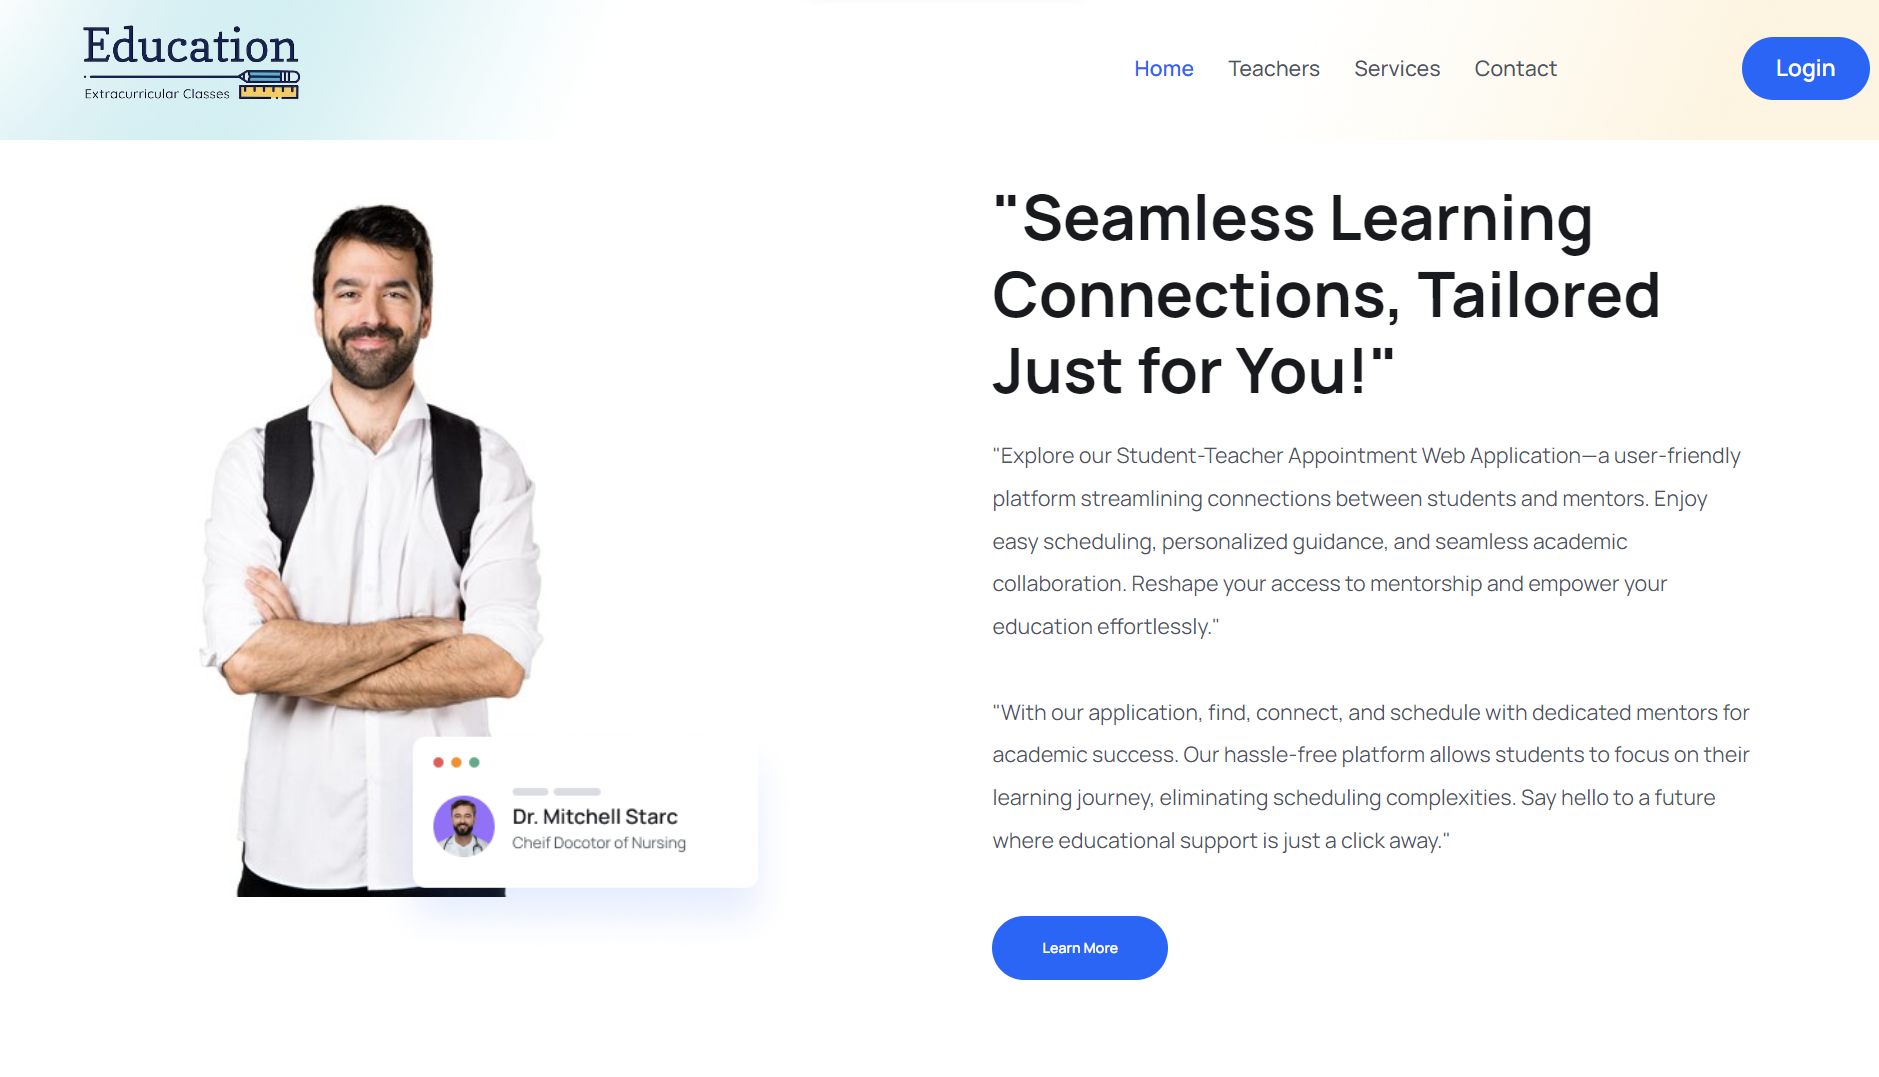 Education
Extracurricular Classes
Home Teachers Services Contact
Login
"Seamless Learning
Connections, Tailored
Just for You!"
"Explore our Student-Teacher Appointment Web Application—a user-friendly
platform streamlining connections between students and mentors. Enjoy
easy scheduling, personalized guidance, and seamless academic
collaboration. Reshape your access to mentorship and empower your
education effortlessly."
"With our application, find, connect, and schedule with dedicated mentors for
academic success. Our hassle-free platform allows students to focus on their
learning journey, eliminating scheduling complexities. Say hello to a future
where educational support is just a click away."
Learn More
Dr. Mitchell Starc
Cheif Docotor of Nursing